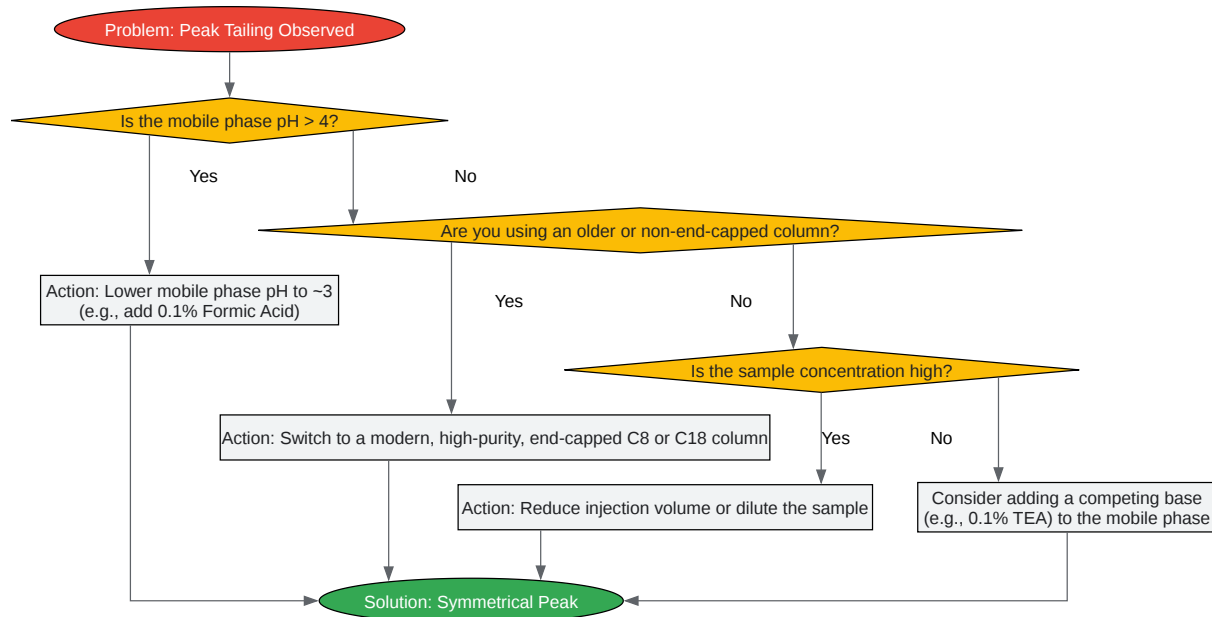 Problem: Peak Tailing Observed
Is the mobile phase pH > 4?
Yes
No
Are you using an older or non-end-capped column?
Action: Lower mobile phase pH to ~3
(e.g., add 0.1% Formic Acid)
Yes
No
Is the sample concentration high?
Action: Switch to a modern, high-purity, end-capped C8 or C18 column
Yes
No
Action: Reduce injection volume or dilute the sample
Consider adding a competing base
(e.g., 0.1% TEA) to the mobile phase
Solution: Symmetrical Peak